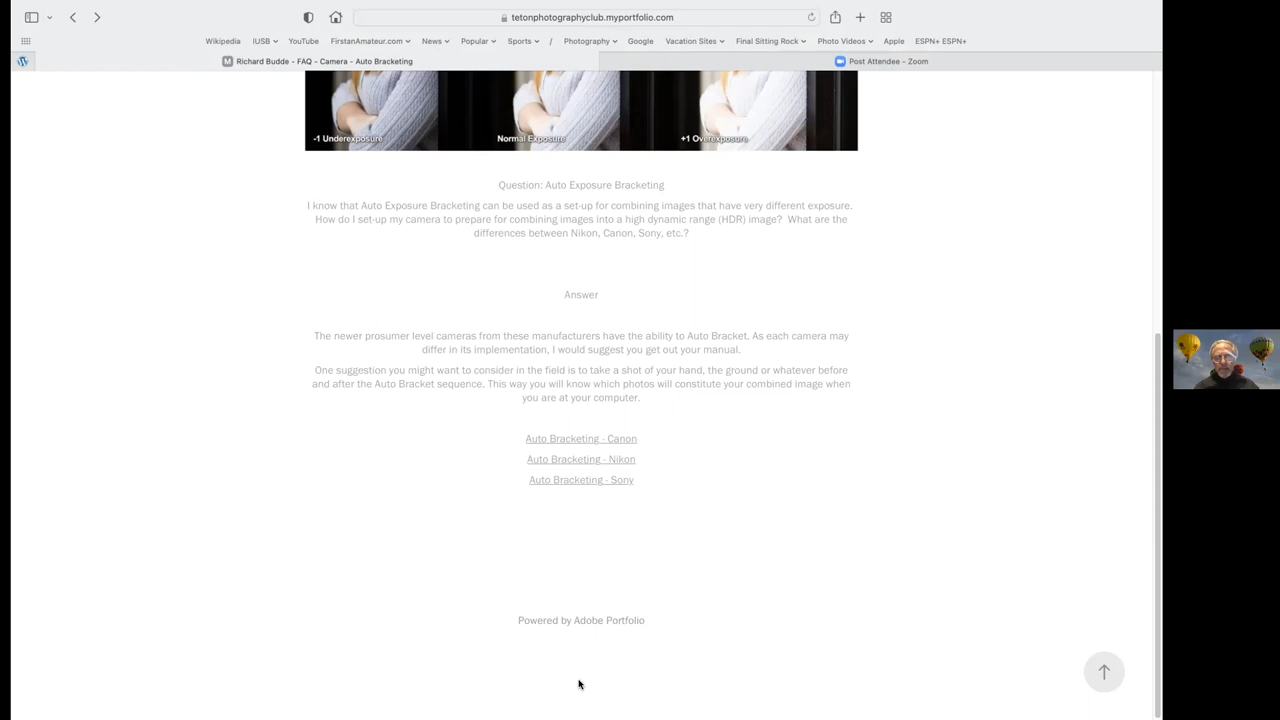 tetonphotographyclub.myportfolio.com
Wikipedia IUSB YouTube FirstanAmateur.com News Popular Sports / Photography Google Vacation Sites Final Sitting Rock Photo Videos Apple ESPN+ ESPN+
M Richard Budde - FAQ - Camera - Auto Bracketing Post Attendee - Zoom
-1 Underexposure Normal Exposure +1 Overexposure
Question: Auto Exposure Bracketing
I know that Auto Exposure Bracketing can be used as a set-up for combining images that have very different exposure.
How do I set-up my camera to prepare for combining images into a high dynamic range (HDR) image? What are the
differences between Nikon, Canon, Sony, etc.?
Answer
The newer prosumer level cameras from these manufacturers have the ability to Auto Bracket. As each camera may
differ in its implementation, I would suggest you get out your manual.
One suggestion you might want to consider in the field is to take a shot of your hand, the ground or whatever before
and after the Auto Bracket sequence. This way you will know which photos will constitute your combined image when
you are at your computer.
Auto Bracketing - Canon
Auto Bracketing - Nikon
Auto Bracketing - Sony
Powered by Adobe Portfolio